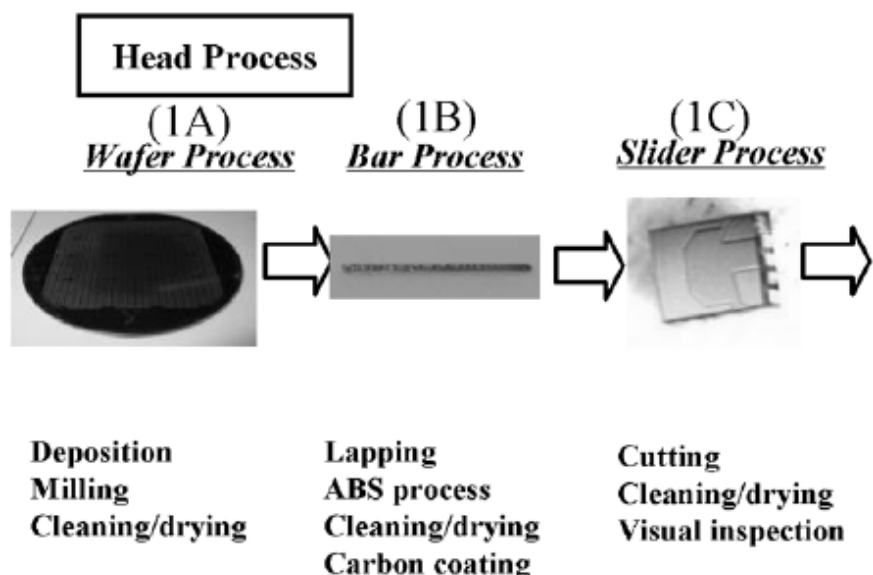 Head Process
(1A)
Wafer Process
(1B)
Bar Process
(1C)
Slider Process
Deposition
Milling
Cleaning/drying
Lapping
ABS process
Cleaning/drying
Carbon coating
Cutting
Cleaning/drying
Visual inspection